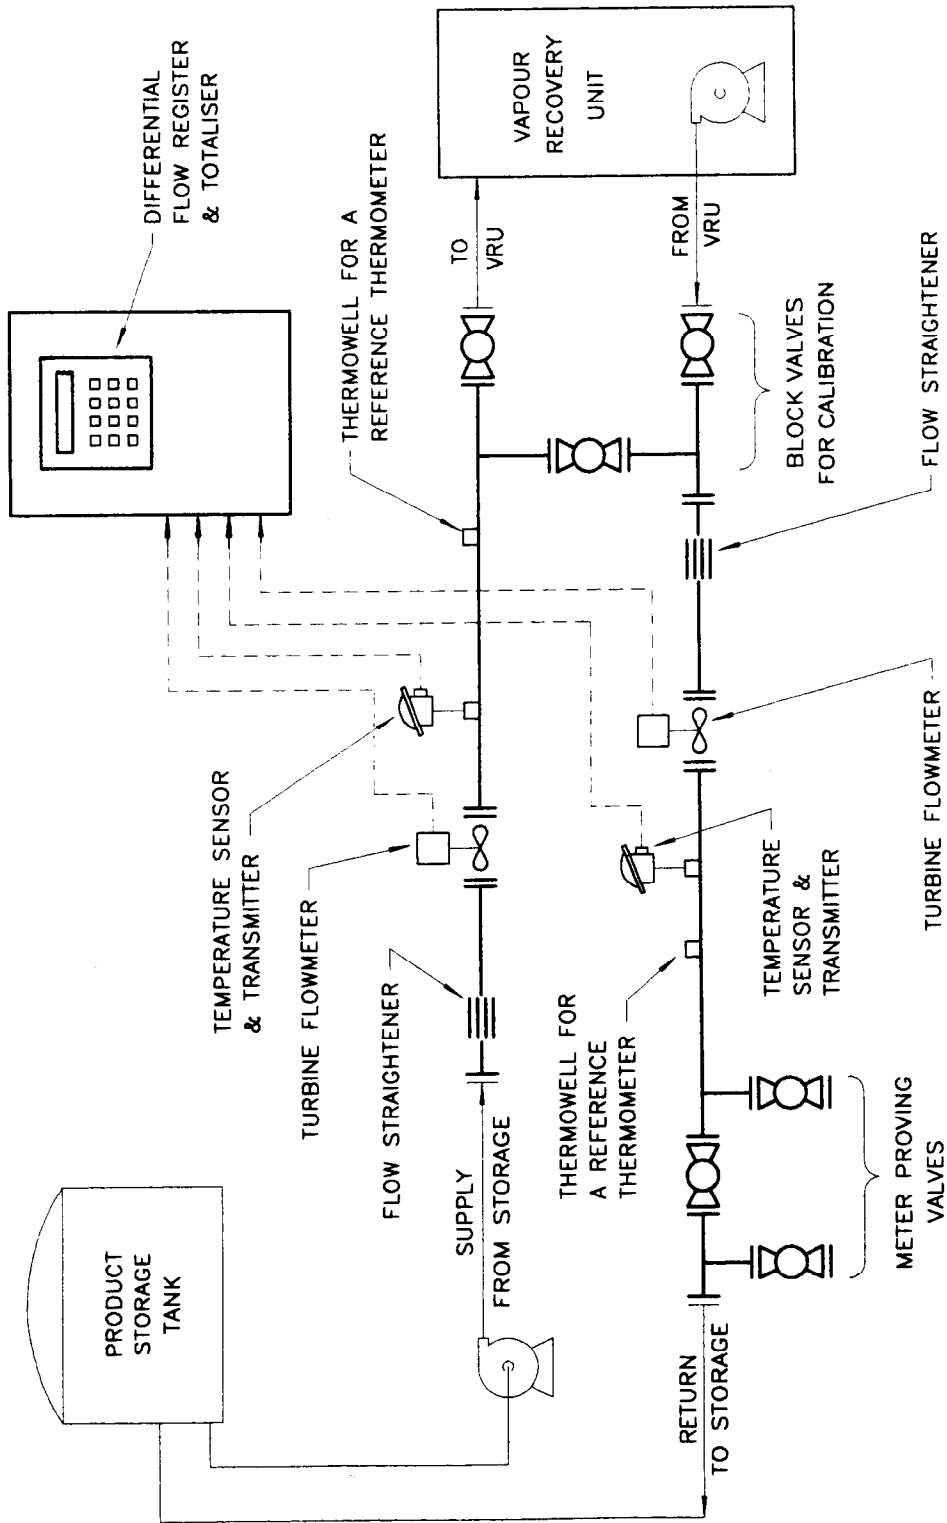 DIFFERENTIAL
FLOW REGISTER
& TOTALISER
THERMOWELL FOR A
REFERENCE THERMOMETER
TO
VRU
VAPOUR
RECOVERY
UNIT
FROM
VRU
BLOCK VALVES
FOR CALIBRATION
FLOW STRAIGHTENER
TEMPERATURE SENSOR
& TRANSMITTER
TURBINE FLOWMETER
FLOW STRAIGHTENER
TEMPERATURE
SENSOR &
TRANSMITTER
TURBINE FLOWMETER
THERMOWELL FOR
A REFERENCE
THERMOMETER
METER PROVING
VALVES
PRODUCT
STORAGE
TANK
SUPPLY
FROM STORAGE
RETURN
TO STORAGE